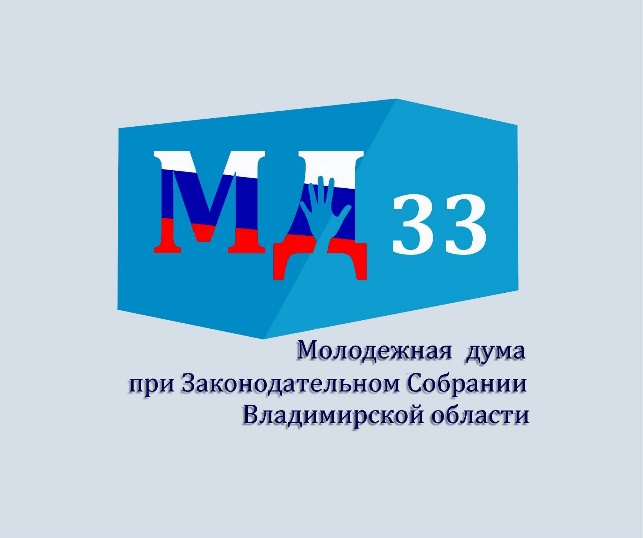 МД 33
Молодежная дума
при Законодательном Собрании
Владимирской области